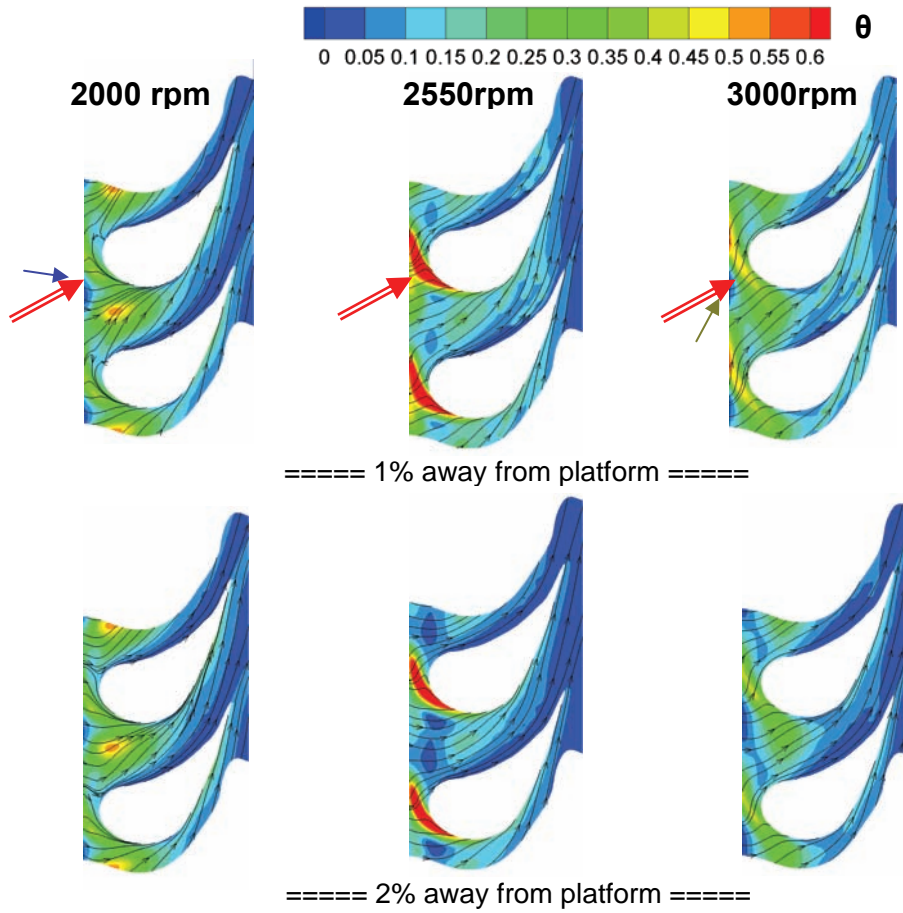 θ
0 0.05 0.1 0.15 0.2 0.25 0.3 0.35 0.4 0.45 0.5 0.55 0.6
2000 rpm 2550rpm 3000rpm
===== 1% away from platform =====
===== 2% away from platform =====